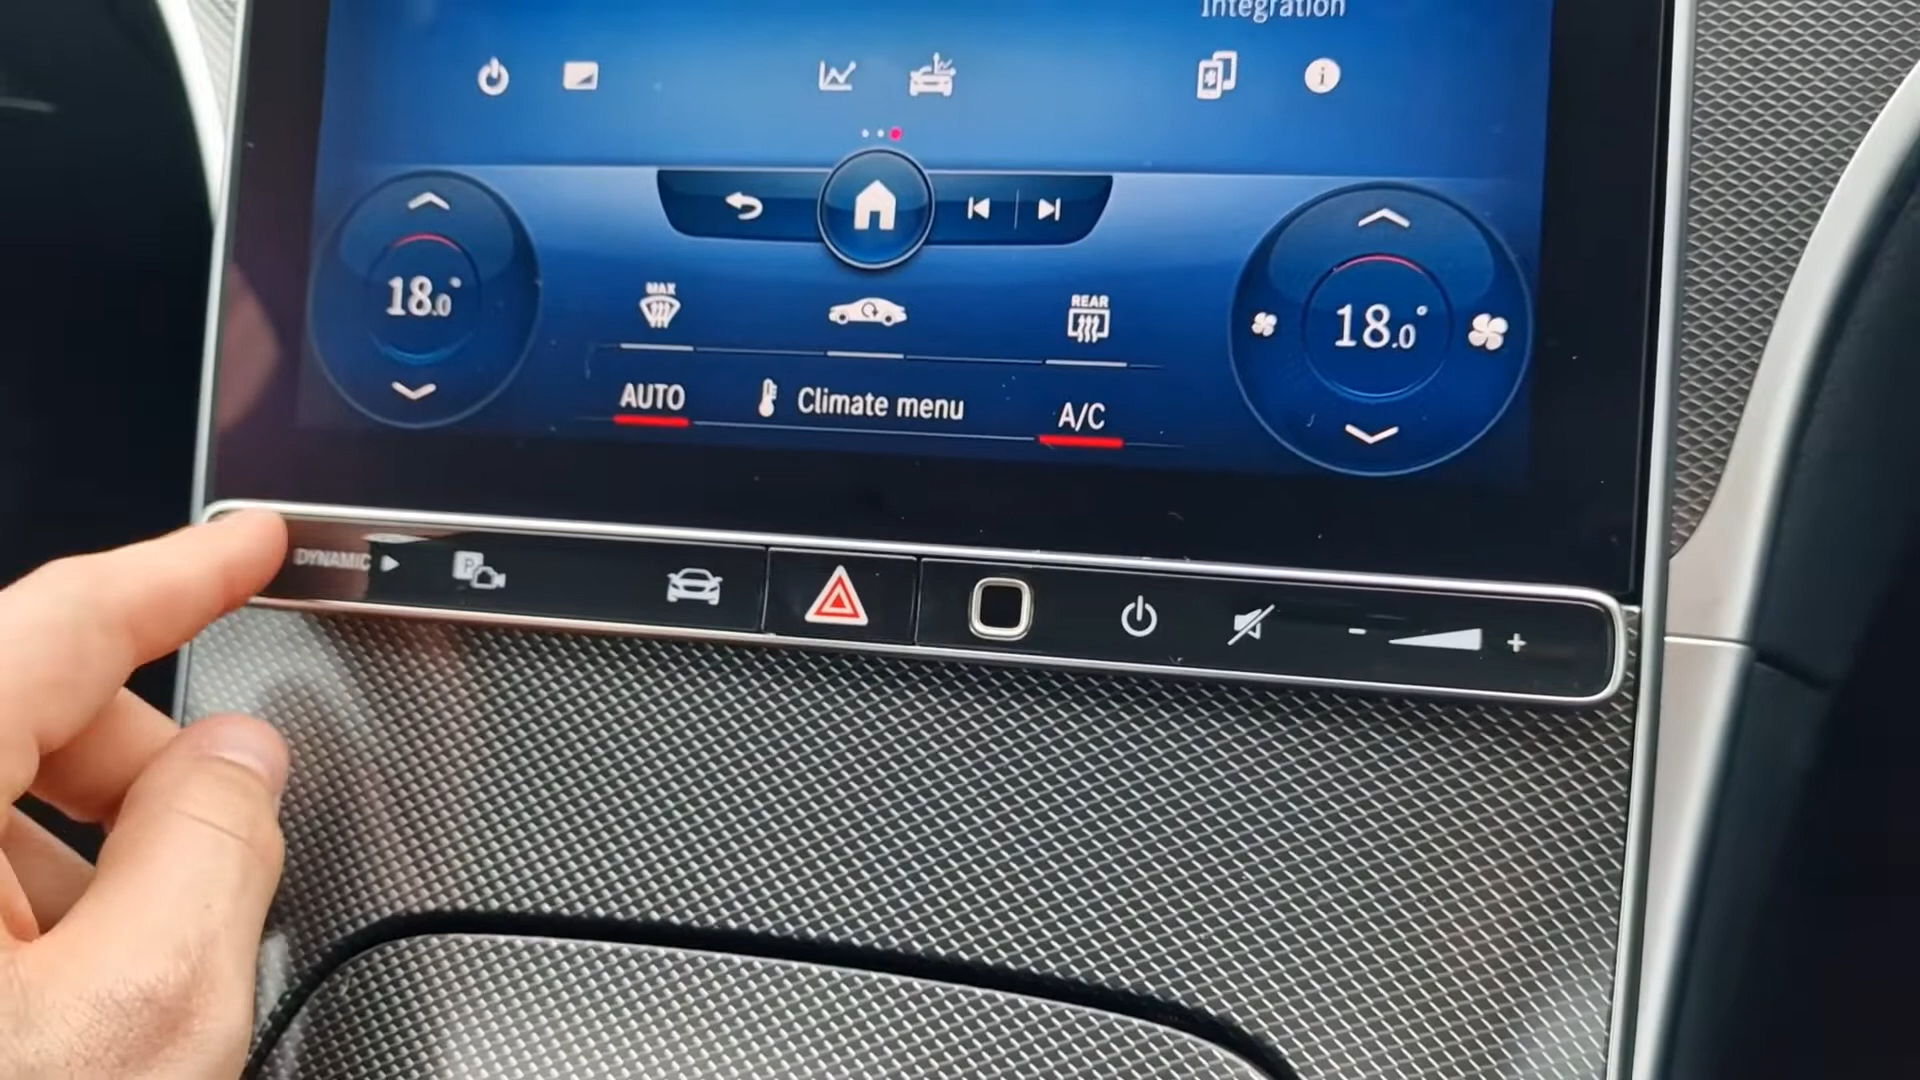 Integration
18.0°
MAX
REAR
18.0°
AUTO
Climate menu
A/C
DYNAMIC
P
- +